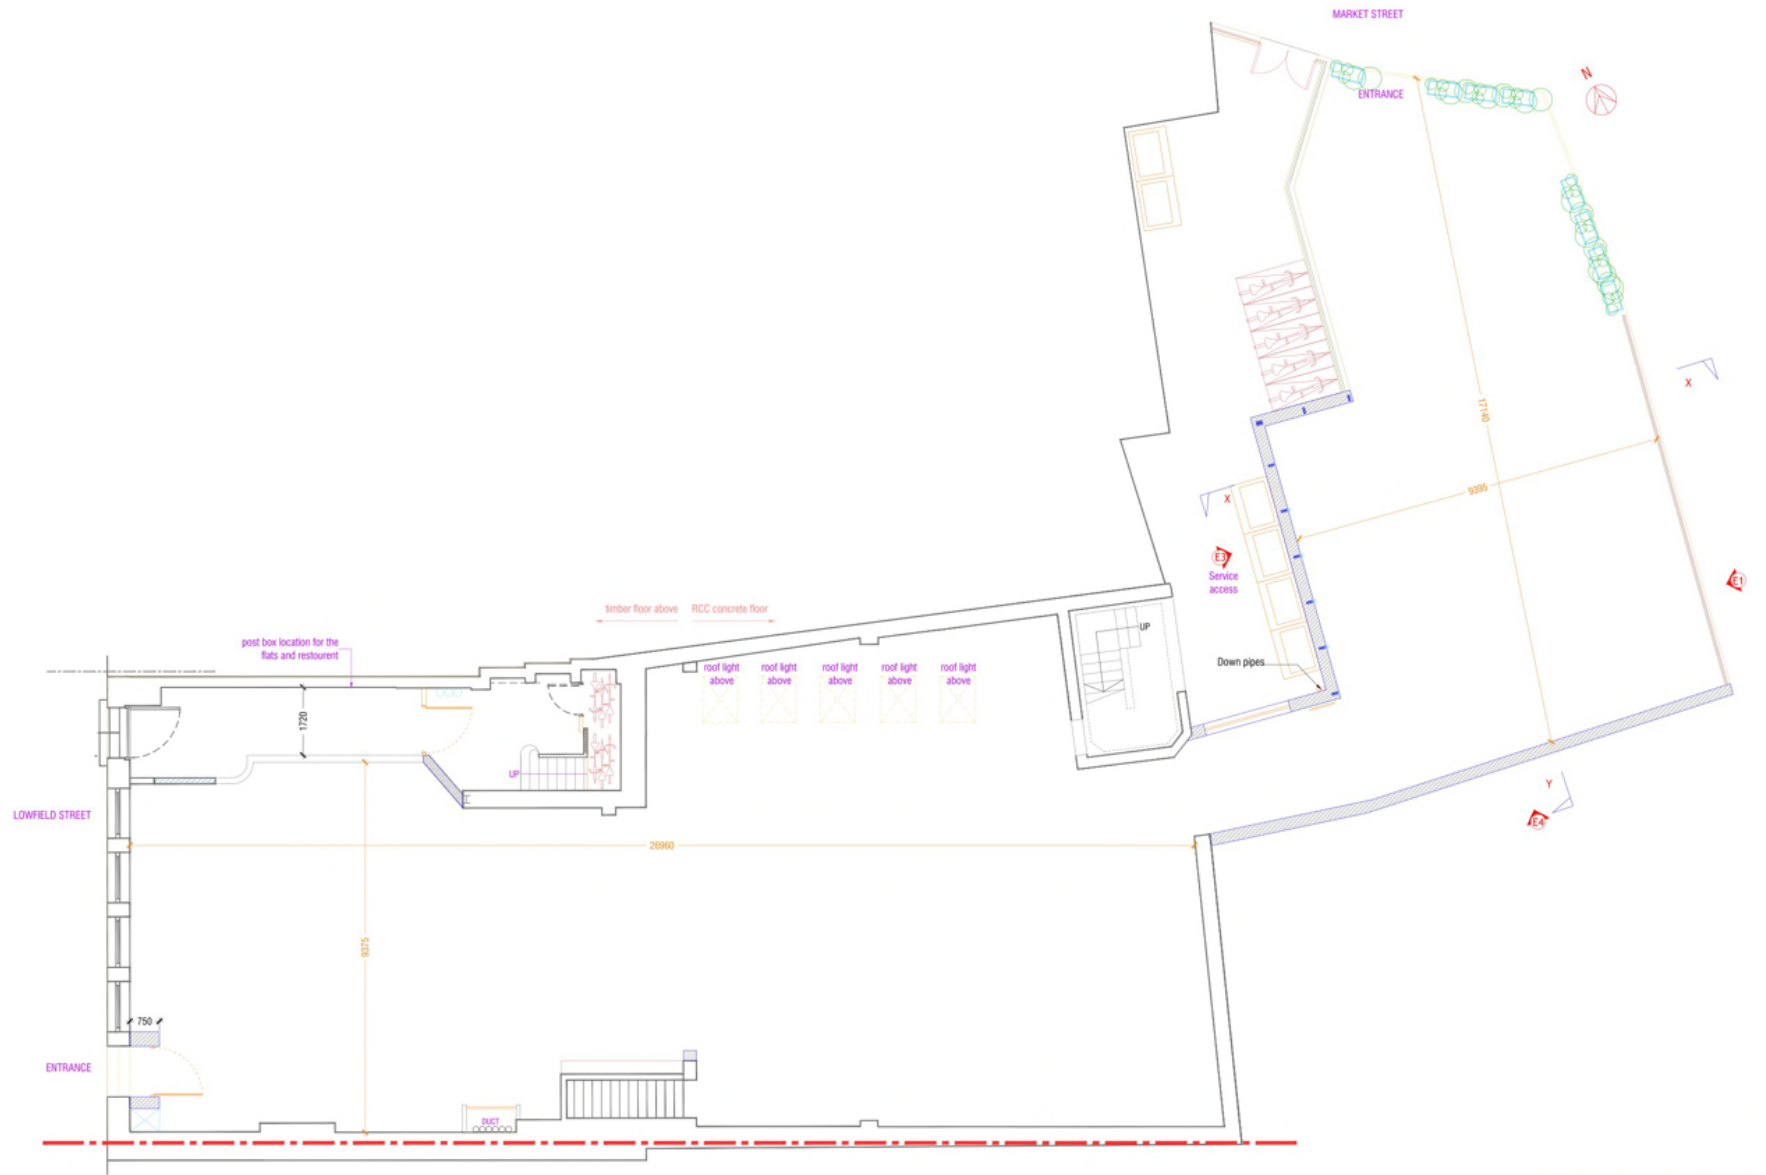 MARKET STREET
N
ENTRANCE
17140
X
9395
X
E3
Service
access
E1
timber floor above
RCC concrete floor
UP
post box location for the
flats and restourent
roof light
above
roof light
above
roof light
above
roof light
above
roof light
above
Down pipes
1720
UP
Y
E4
LOWFIELD STREET
26960
9375
750
ENTRANCE
DUCT